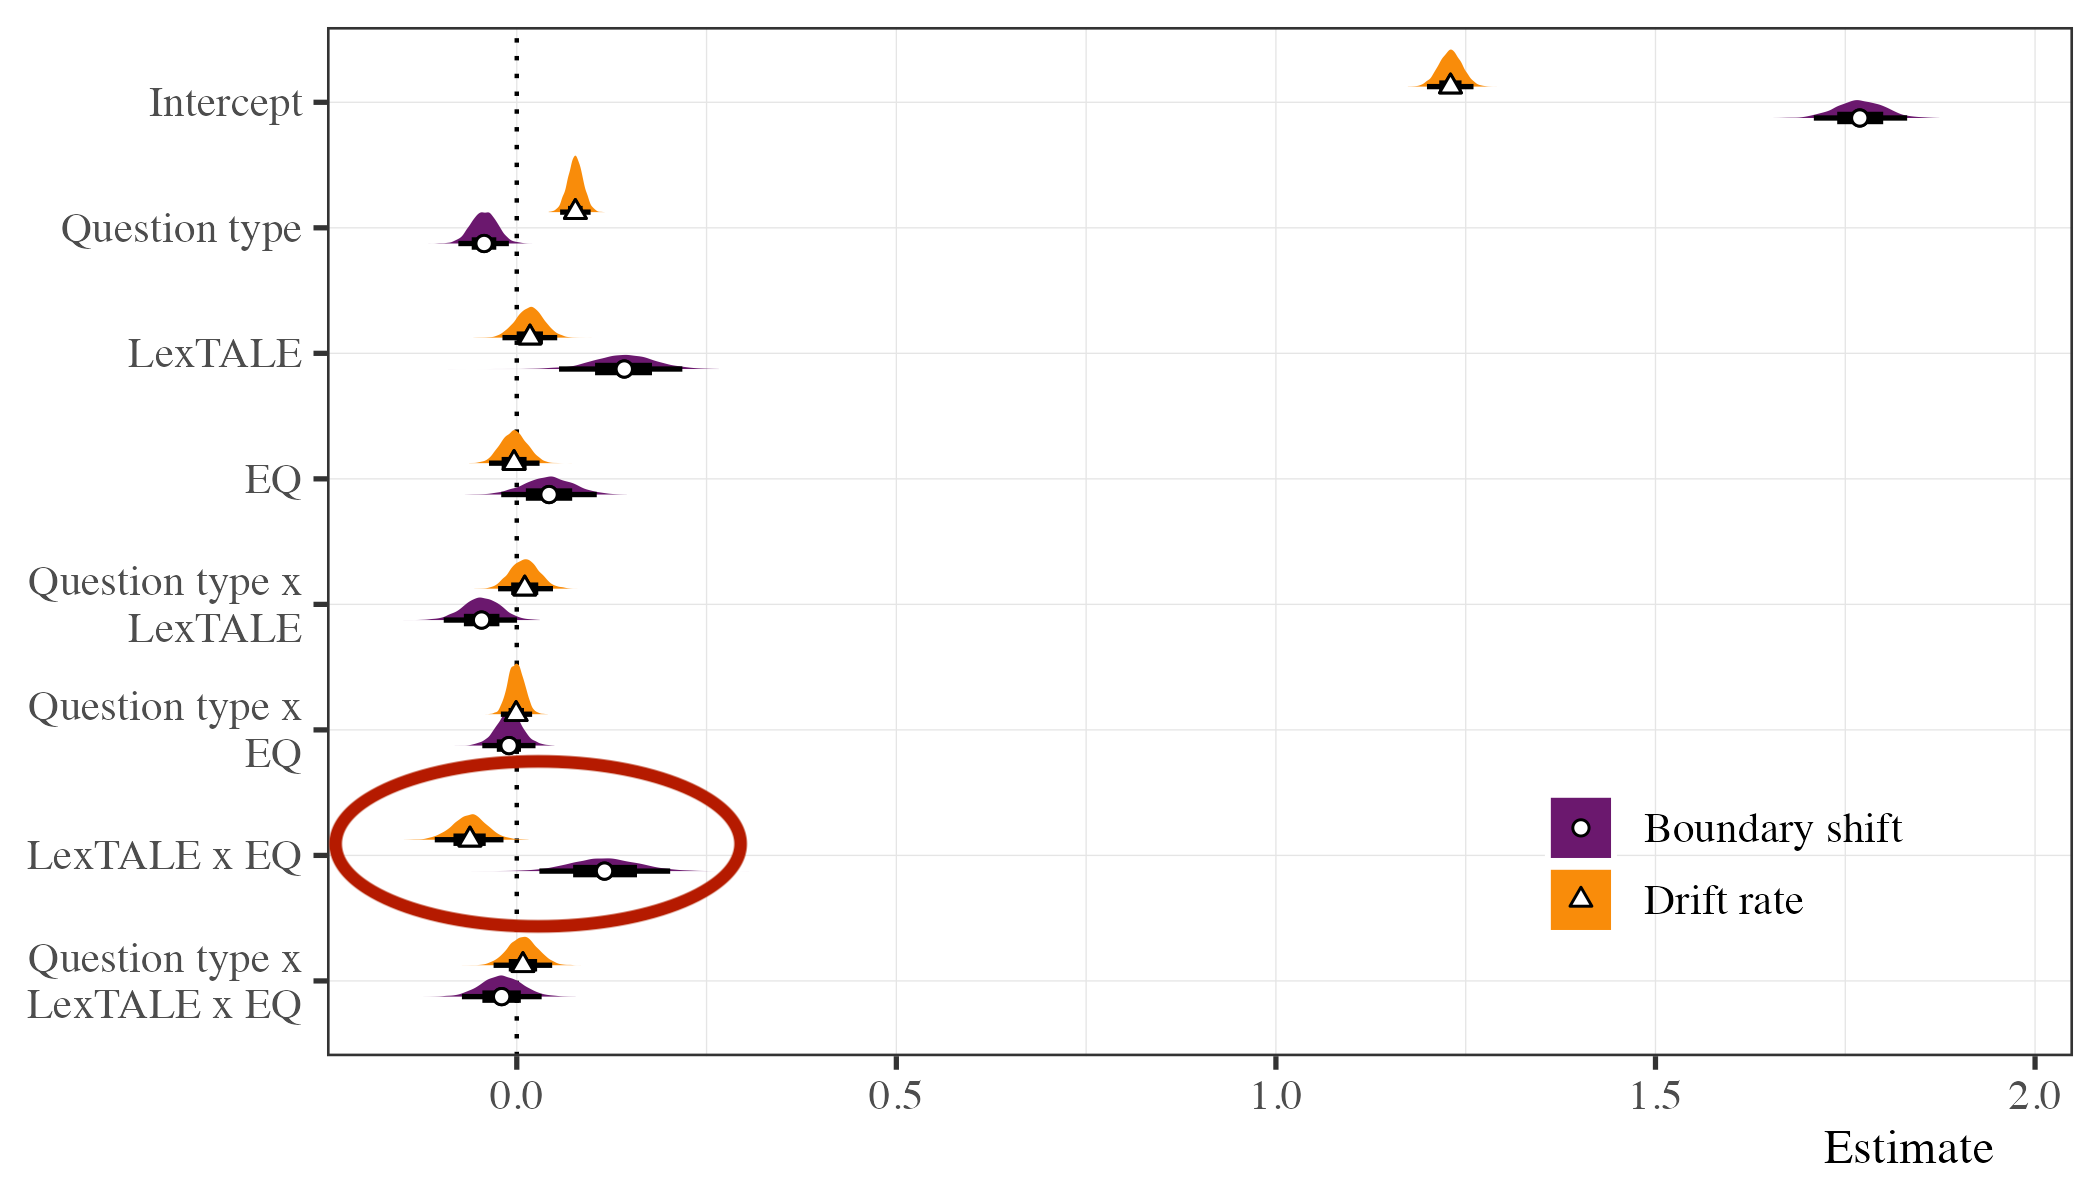 Intercept
Question type
LexTALE
EQ
Question type x
LexTALE
Question type x
EQ
LexTALE x EQ
Question type x
LexTALE x EQ
Boundary shift
Drift rate
0.0 0.5 1.0 1.5 2.0
Estimate